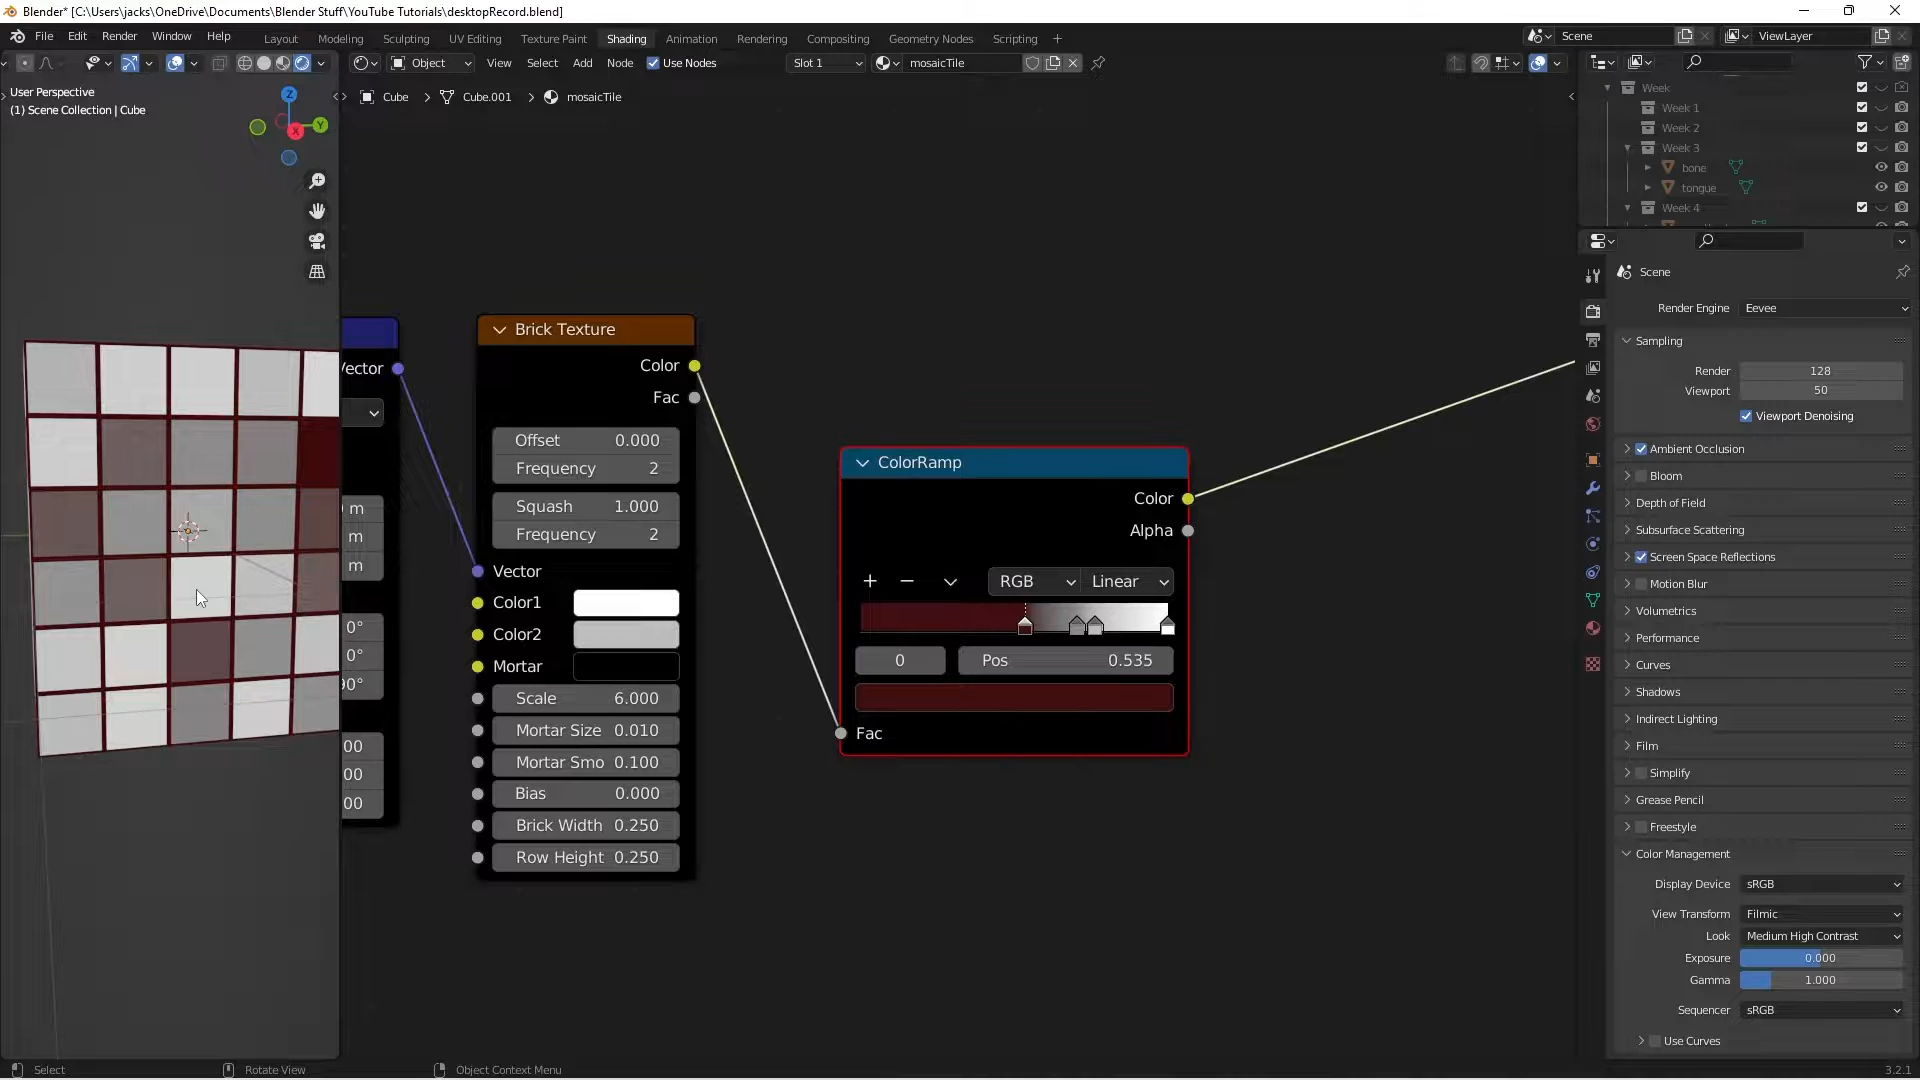 Blender* [C:\Users\jacks\OneDrive\Documents\Blender Stuff\YouTube Tutorials\desktopRecord.blend]
File Edit Render Window Help
Layout Modeling Sculpting UV Editing Texture Paint Shading Animation Rendering Compositing Geometry Nodes Scripting +
Scene
ViewLayer
Object
View Select Add Node Use Nodes
Slot 1
mosaicTile
User Perspective
(1) Scene Collection | Cube
Z
Y
X
Cube > Cube.001 > mosaicTile
Vector
m
m
m
0°
0°
90°
00
00
00
Brick Texture
Color
Fac
Offset 0.000
Frequency 2
Squash 1.000
Frequency 2
Vector
Color1
Color2
Mortar
Scale 6.000
Mortar Size 0.010
Mortar Smo 0.100
Bias 0.000
Brick Width 0.250
Row Height 0.250
ColorRamp
Color
Alpha
+ − RGB Linear
0 Pos 0.535
Fac
Week
Week 1
Week 2
Week 3
bone
tongue
Week 4
Scene
Render Engine Eevee
Sampling
Render 128
Viewport 50
Viewport Denoising
Ambient Occlusion
Bloom
Depth of Field
Subsurface Scattering
Screen Space Reflections
Motion Blur
Volumetrics
Performance
Curves
Shadows
Indirect Lighting
Film
Simplify
Grease Pencil
Freestyle
Color Management
Display Device sRGB
View Transform Filmic
Look Medium High Contrast
Exposure 0.000
Gamma 1.000
Sequencer sRGB
Use Curves
Select Rotate View Object Context Menu
3.2.1